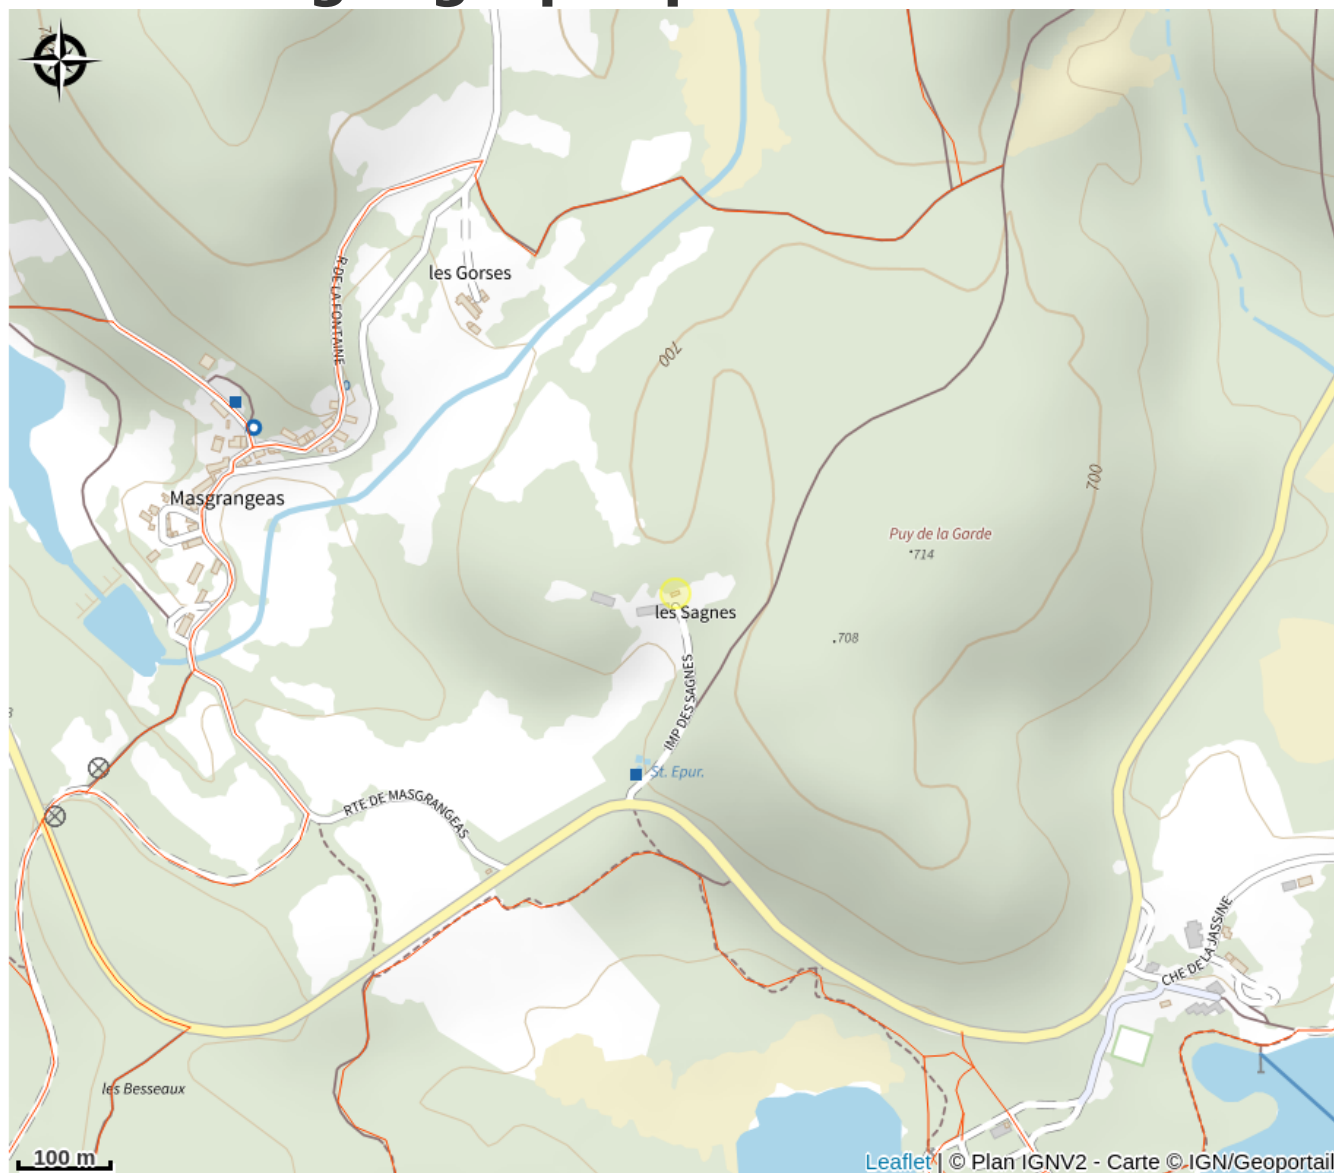 les Gorses
R DE LA FONTAINE
700
Masgrangeas
700
Puy de la Garde
714
les Sagnes
708
IMP DES SAGNES
St. Epur.
RTE DE MASGRANGEAS
CHE DE LA JASSINE
les Besseaux
100 m
Leaflet | © Plan IGNV2 - Carte © IGN/Geoportail